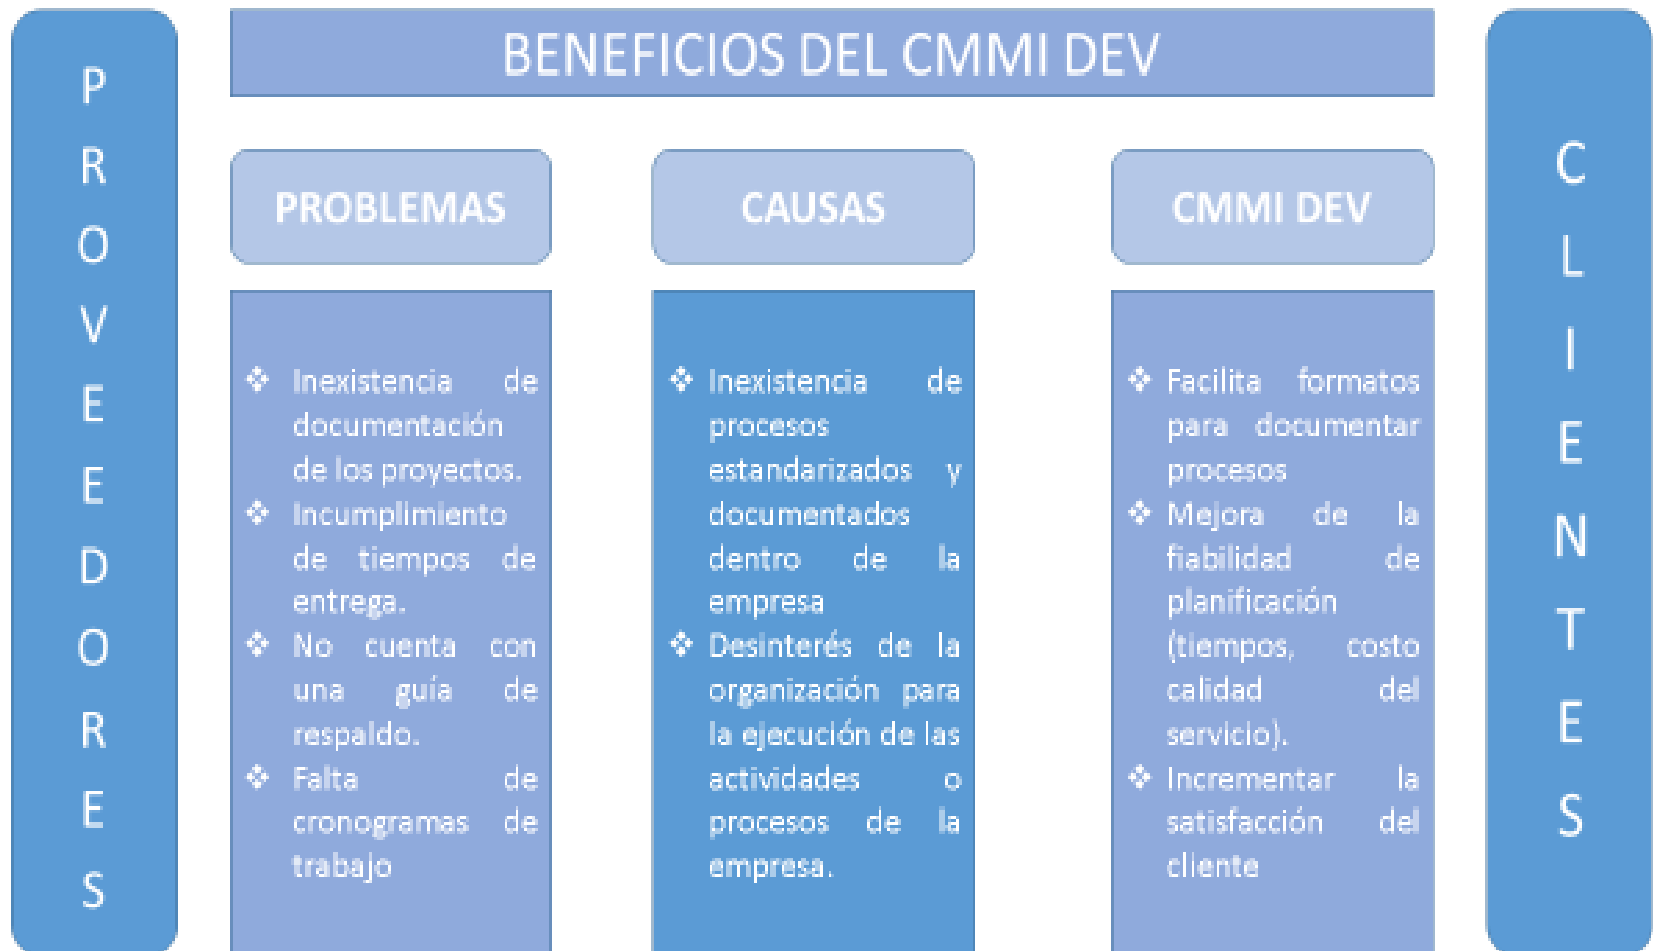 PROVEEDORES
BENEFICIOS DEL CMMI DEV
PROBLEMAS
❖ Inexistencia de
documentación
de los proyectos.
❖ Incumplimiento
de tiempos de
entrega.
❖ No cuenta con
una guía de
respaldo.
❖ Falta de
cronogramas de
trabajo
CAUSAS
❖ Inexistencia de
procesos
estandarizados y
documentados
dentro de la
empresa
❖ Desinterés de la
organización para
la ejecución de las
actividades o
procesos de la
empresa.
CMMI DEV
❖ Facilita formatos
para documentar
procesos
❖ Mejora de la
fiabilidad de
planificación
(tiempos, costo
calidad del
servicio).
❖ Incrementar la
satisfacción del
cliente
CLIENTES